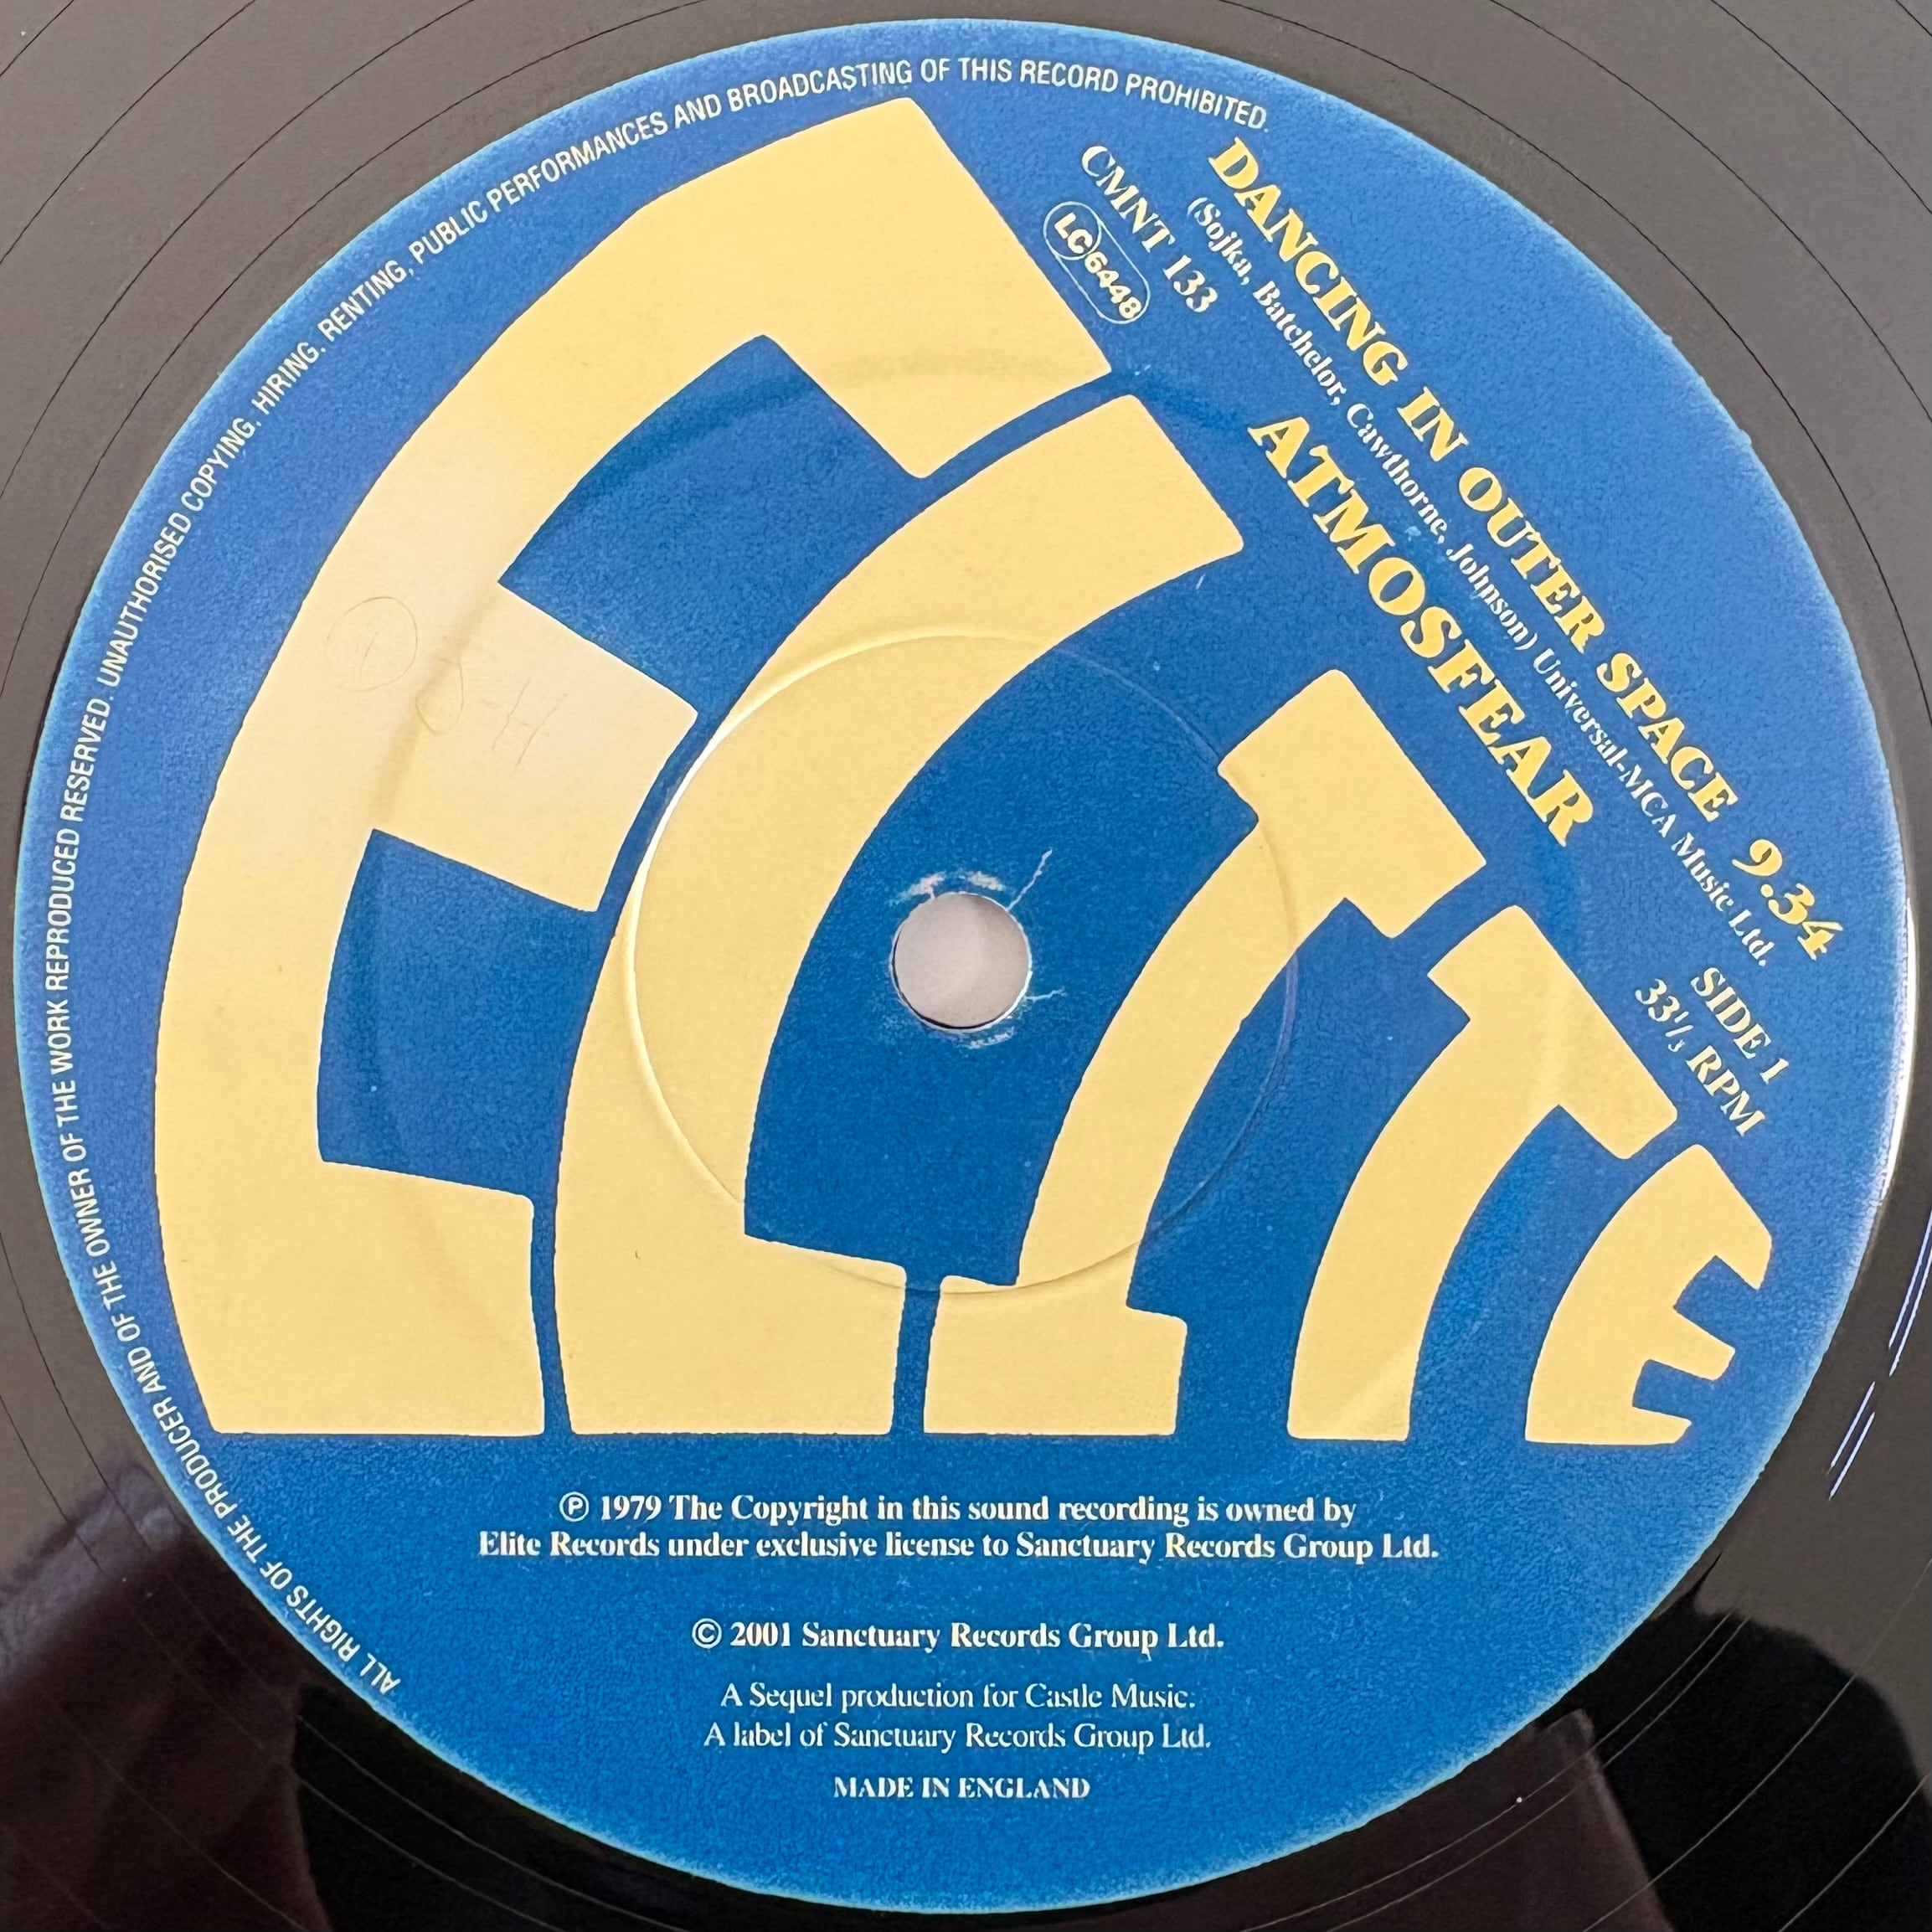 ALL RIGHTS OF THE PRODUCER AND OF THE OWNER OF THE WORK REPRODUCED RESERVED. UNAUTHORISED COPYING, HIRING, RENTING, PUBLIC PERFORMANCES AND BROADCASTING OF THIS RECORD PROHIBITED.
DANCING IN OUTER SPACE 9.34
(Sojka, Batchelor, Cawthorne, Johnson) Universal-MCA Music Ltd.
ATMOSFEAR
CMNT 133
LC 6448
SIDE 1
33⅓ RPM
ELITE
℗ 1979 The Copyright in this sound recording is owned by
Elite Records under exclusive license to Sanctuary Records Group Ltd.
© 2001 Sanctuary Records Group Ltd.
A Sequel production for Castle Music.
A label of Sanctuary Records Group Ltd.
MADE IN ENGLAND